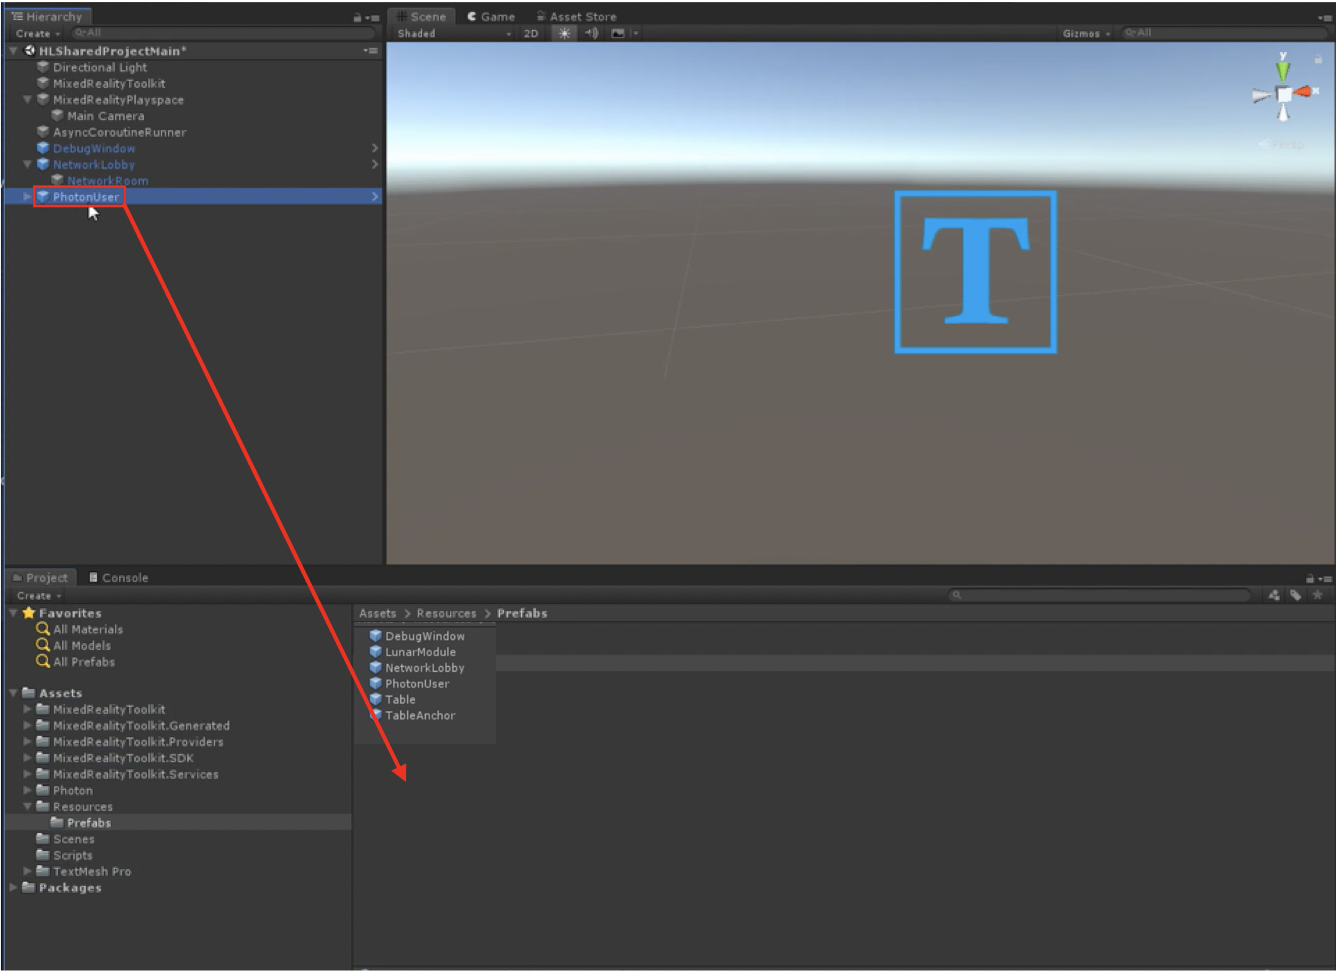 Hierarchy
Create
All
HLSharedProjectMain*
Directional Light
MixedRealityToolkit
MixedRealityPlayspace
Main Camera
AsyncCoroutineRunner
DebugWindow
NetworkLobby
NetworkRoom
PhotonUser
Scene Game Asset Store
Shaded 2D Gizmos All
y
x
Persp
T
Project Console
Create
Favorites
All Materials
All Models
All Prefabs
Assets
MixedRealityToolkit
MixedRealityToolkit.Generated
MixedRealityToolkit.Providers
MixedRealityToolkit.SDK
MixedRealityToolkit.Services
Photon
Resources
Prefabs
Scenes
Scripts
TextMesh Pro
Packages
Assets > Resources > Prefabs
DebugWindow
LunarModule
NetworkLobby
PhotonUser
Table
TableAnchor